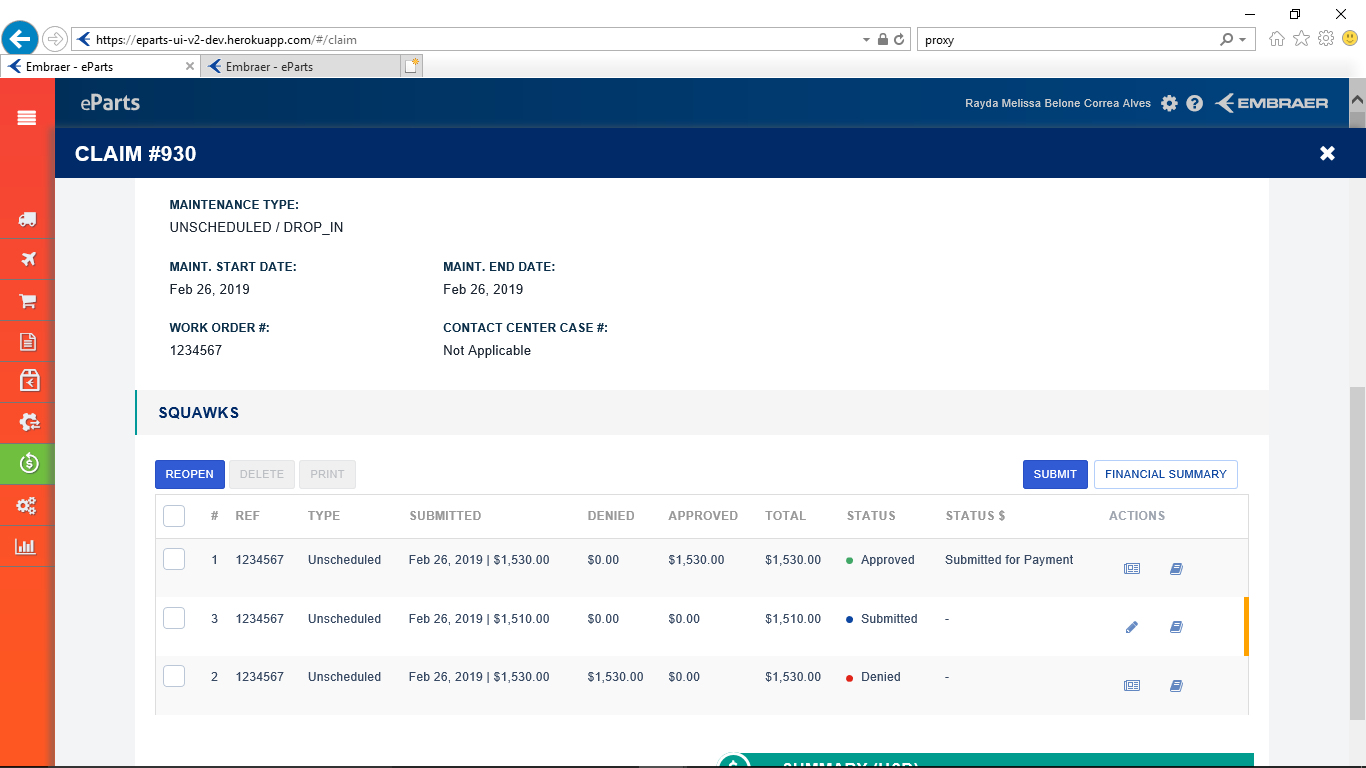 https://eparts-ui-v2-dev.herokuapp.com/#/claim
proxy
Embraer - eParts
Embraer - eParts
eParts
Rayda Melissa Belone Correa Alves
EMBRAER
CLAIM #930
MAINTENANCE TYPE:
UNSCHEDULED / DROP_IN
MAINT. START DATE: MAINT. END DATE:
Feb 26, 2019 Feb 26, 2019
WORK ORDER #: CONTACT CENTER CASE #:
1234567 Not Applicable
SQUAWKS
REOPEN DELETE PRINT SUBMIT FINANCIAL SUMMARY
# REF TYPE SUBMITTED DENIED APPROVED TOTAL STATUS STATUS $ ACTIONS
1 1234567 Unscheduled Feb 26, 2019 | $1,530.00 $0.00 $1,530.00 $1,530.00 Approved Submitted for Payment
3 1234567 Unscheduled Feb 26, 2019 | $1,510.00 $0.00 $0.00 $1,510.00 Submitted -
2 1234567 Unscheduled Feb 26, 2019 | $1,530.00 $1,530.00 $0.00 $1,530.00 Denied -
SUMMARY (USD)